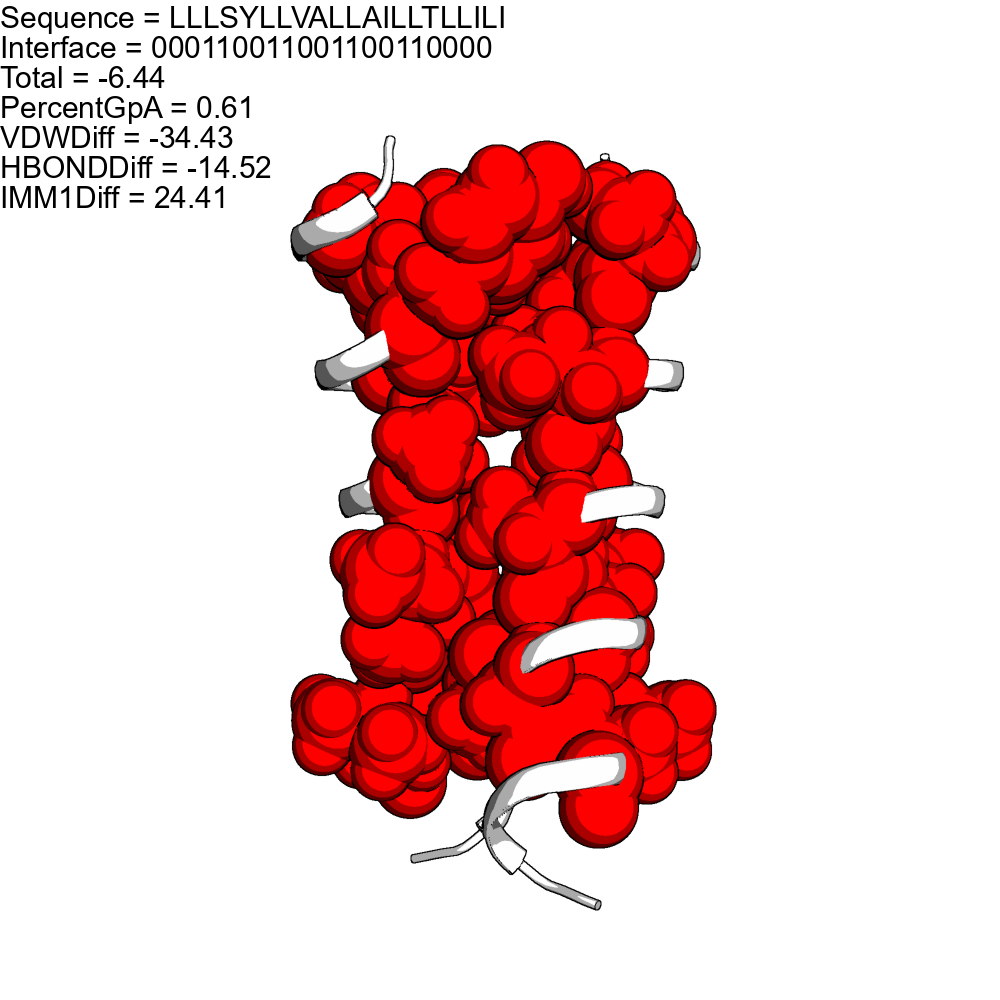 Sequence = LLLSYLLVALLAILLTLLILI
Interface = 000110011001100110000
Total = -6.44
PercentGpA = 0.61
VDWDiff = -34.43
HBONDDiff = -14.52
IMM1Diff = 24.41